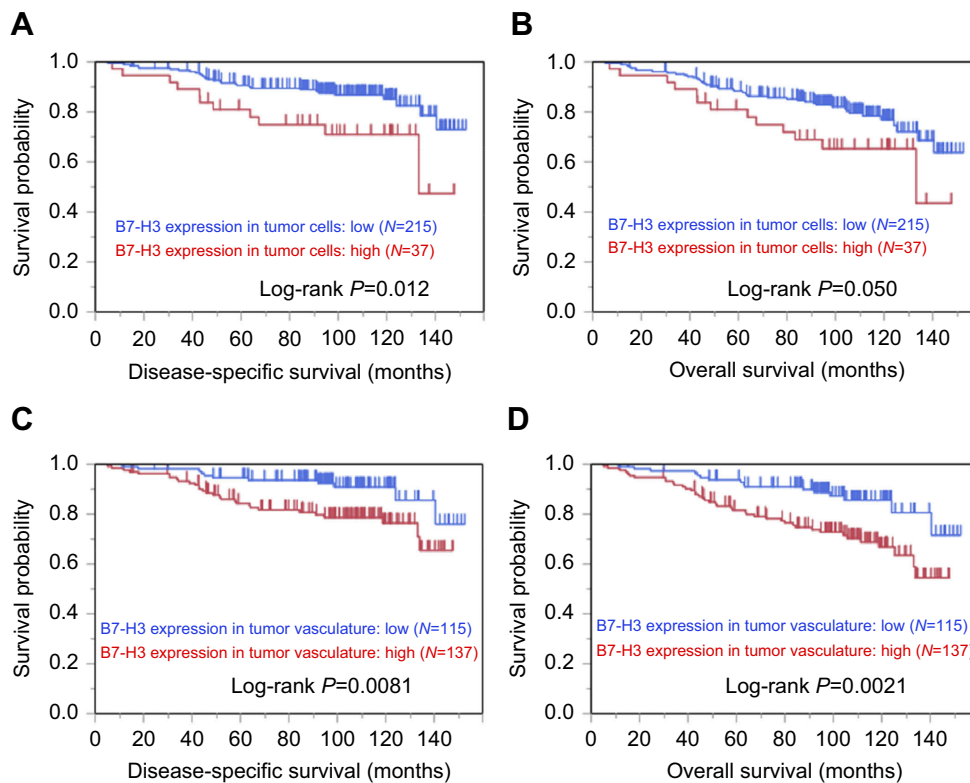 A
Survival probability
1.0
0.8
0.6
0.4
0.2
0.0
B7-H3 expression in tumor cells: low (N=215)
B7-H3 expression in tumor cells: high (N=37)
Log-rank P=0.012
0 20 40 60 80 100 120 140
Disease-specific survival (months)
B
Survival probability
1.0
0.8
0.6
0.4
0.2
0.0
B7-H3 expression in tumor cells: low (N=215)
B7-H3 expression in tumor cells: high (N=37)
Log-rank P=0.050
0 20 40 60 80 100 120 140
Overall survival (months)
C
Survival probability
1.0
0.8
0.6
0.4
0.2
0.0
B7-H3 expression in tumor vasculature: low (N=115)
B7-H3 expression in tumor vasculature: high (N=137)
Log-rank P=0.0081
0 20 40 60 80 100 120 140
Disease-specific survival (months)
D
Survival probability
1.0
0.8
0.6
0.4
0.2
0.0
B7-H3 expression in tumor vasculature: low (N=115)
B7-H3 expression in tumor vasculature: high (N=137)
Log-rank P=0.0021
0 20 40 60 80 100 120 140
Overall survival (months)